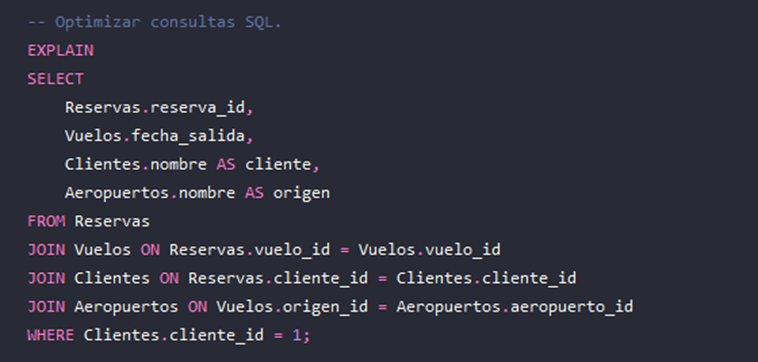 -- Optimizar consultas SQL.
EXPLAIN
SELECT
    Reservas.reserva_id,
    Vuelos.fecha_salida,
    Clientes.nombre AS cliente,
    Aeropuertos.nombre AS origen
FROM Reservas
JOIN Vuelos ON Reservas.vuelo_id = Vuelos.vuelo_id
JOIN Clientes ON Reservas.cliente_id = Clientes.cliente_id
JOIN Aeropuertos ON Vuelos.origen_id = Aeropuertos.aeropuerto_id
WHERE Clientes.cliente_id = 1;